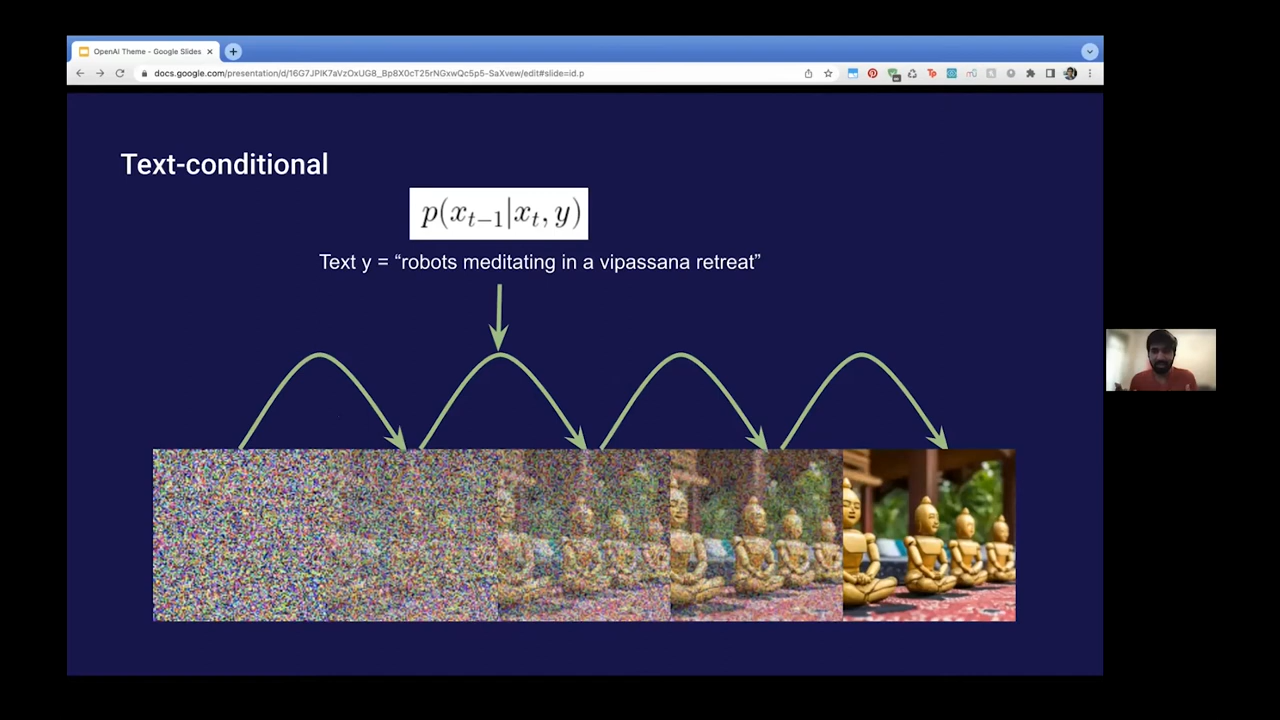 OpenAI Theme - Google Slides
docs.google.com/presentation/d/16G7JPIK7aVzOxUG8_Bp8X0cT25rNGxwQc5p5-SaXvew/edit#slide=id.p
Text-conditional
p(x_{t-1}|x_t, y)
Text y = “robots meditating in a vipassana retreat”